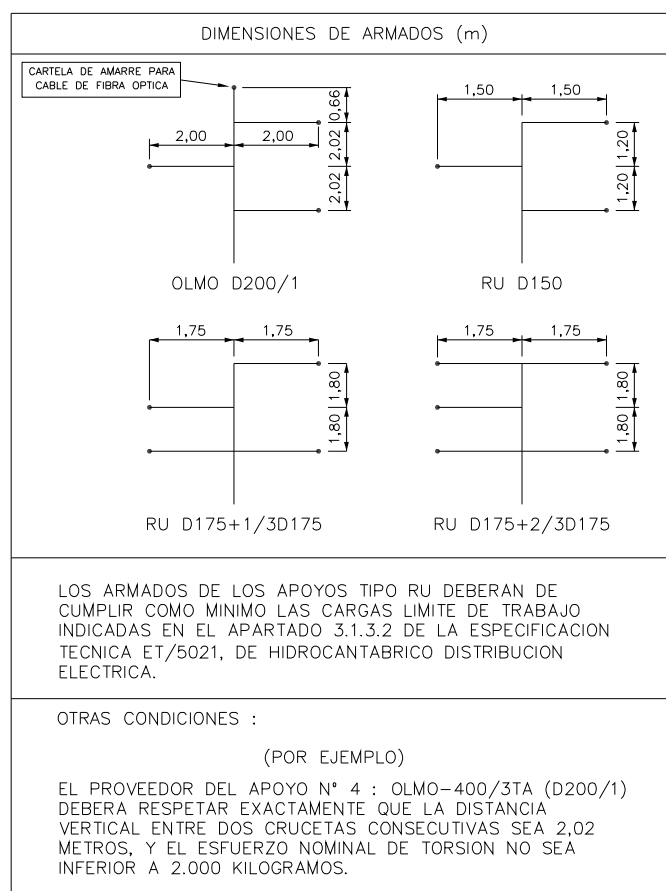 DIMENSIONES DE ARMADOS (m)
CARTELA DE AMARRE PARA
CABLE DE FIBRA OPTICA
2,00
2,00
0,66
2,02
2,02
OLMO D200/1
1,50
1,50
1,20
1,20
RU D150
1,75
1,75
1,80
1,80
RU D175+1/3D175
1,75
1,75
1,80
1,80
RU D175+2/3D175
LOS ARMADOS DE LOS APOYOS TIPO RU DEBERAN DE
CUMPLIR COMO MINIMO LAS CARGAS LIMITE DE TRABAJO
INDICADAS EN EL APARTADO 3.1.3.2 DE LA ESPECIFICACION
TECNICA ET/5021, DE HIDROCANTABRICO DISTRIBUCION
ELECTRICA.
OTRAS CONDICIONES :
(POR EJEMPLO)
EL PROVEEDOR DEL APOYO N° 4 : OLMO-400/3TA (D200/1)
DEBERA RESPETAR EXACTAMENTE QUE LA DISTANCIA
VERTICAL ENTRE DOS CRUCETAS CONSECUTIVAS SEA 2,02
METROS, Y EL ESFUERZO NOMINAL DE TORSION NO SEA
INFERIOR A 2.000 KILOGRAMOS.